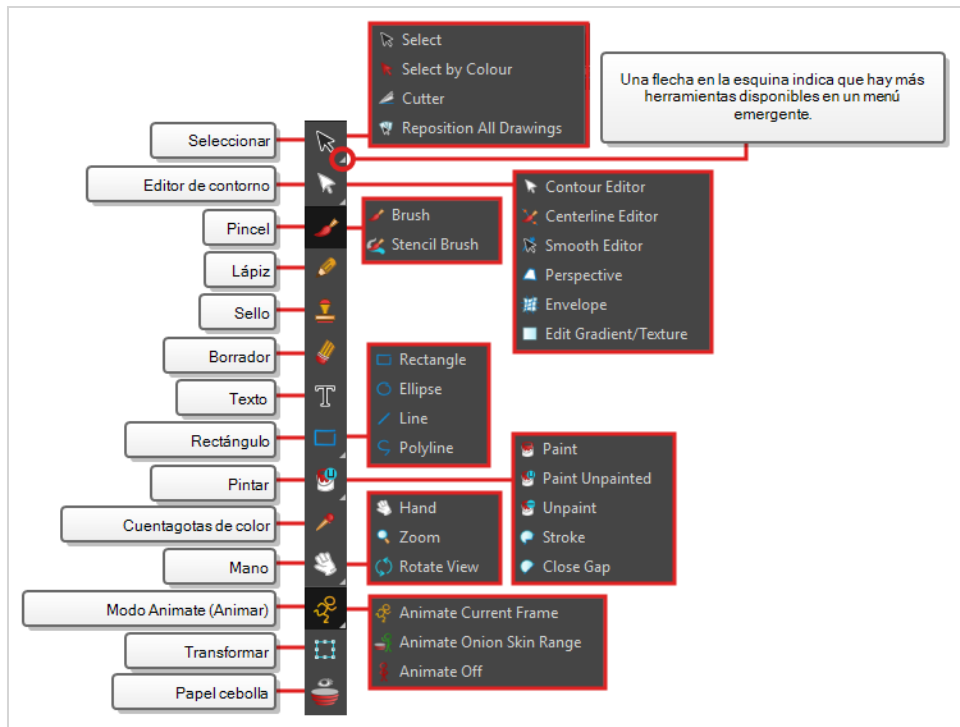 Select
Select by Colour
Cutter
Reposition All Drawings
Una flecha en la esquina indica que hay más
herramientas disponibles en un menú
emergente.
Seleccionar
Editor de contorno
Contour Editor
Centerline Editor
Smooth Editor
Perspective
Envelope
Edit Gradient/Texture
Pincel
Brush
Stencil Brush
Lápiz
Sello
Borrador
Texto
Rectángulo
Rectangle
Ellipse
Line
Polyline
Pintar
Paint
Paint Unpainted
Unpaint
Stroke
Close Gap
Cuentagotas de color
Mano
Hand
Zoom
Rotate View
Modo Animate (Animar)
Animate Current Frame
Animate Onion Skin Range
Animate Off
Transformar
Papel cebolla